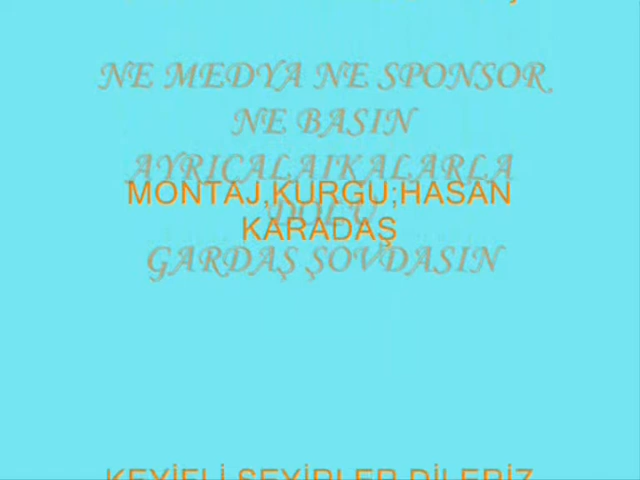 NE MEDYA NE SPONSOR
NE BASIN
AYRICALAIKALARLA
MONTAJ,KURGU;HASAN
DOLU
KARADAŞ
GARDAŞ ŞOVDASIN
KEYİFLİ SEYİRLER DİLERİZ